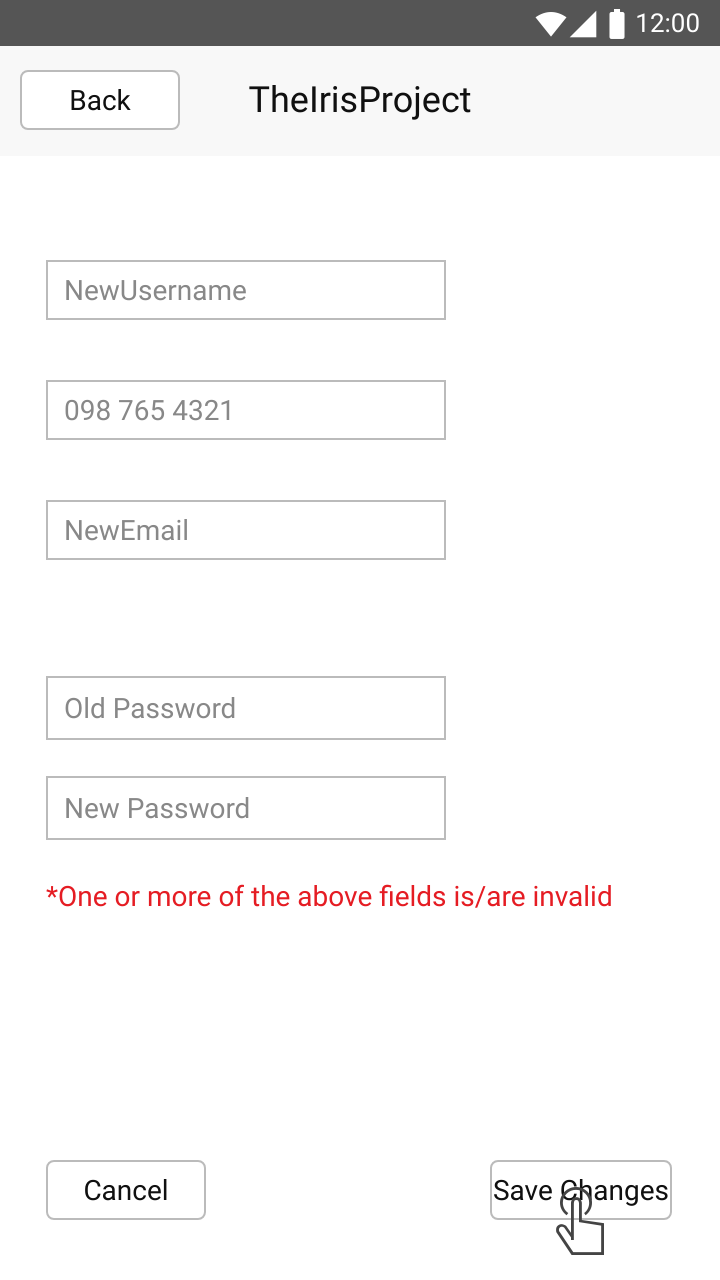 12:00
Back
TheIrisProject
NewUsername
098 765 4321
NewEmail
Old Password
New Password
*One or more of the above fields is/are invalid
Cancel
Save Changes